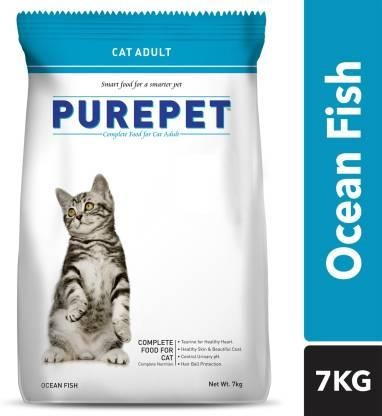 CAT ADULT
Smart food for a smarter pet
PUREPET
Complete Food for Cat Adult
COMPLETE
FOOD FOR
CAT
Complete Nutrition
• Taurine for Healthy Heart.
• Healthy Skin & Beautiful Coat.
• Control Urinary pH.
• Hair Ball Protection.
OCEAN FISH
Net Wt. 7kg
Ocean Fish
7KG